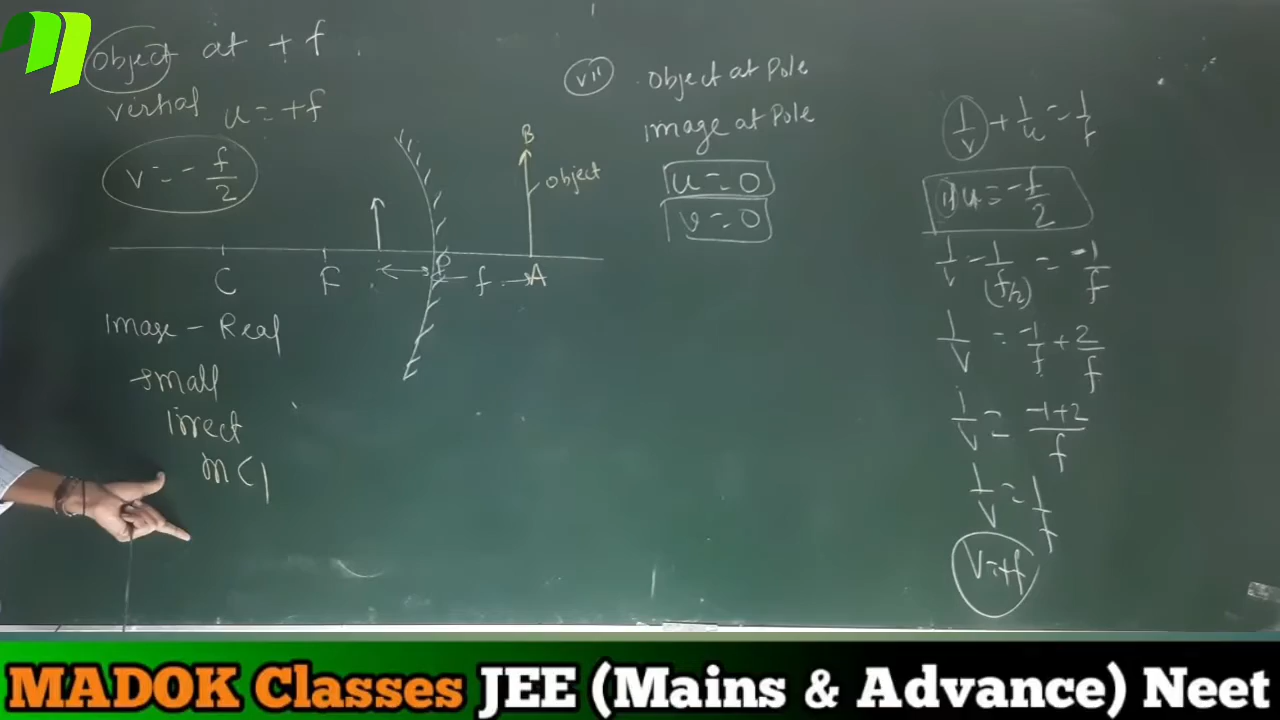 object at + f
virtual u = +f
v = - f/2
B
object
C
F
P
f
A
Image - Real
small
Irrect
m < 1
vii
object at Pole
Image at Pole
u = 0
v = 0
1/v + 1/u = -1/f
if u = -f/2
1/v - 1/(f/2) = -1/f
1/v = -1/f + 2/f
1/v = -1+2/f
1/v = 1/f
v = +f
MADOK Classes JEE (Mains & Advance) Neet